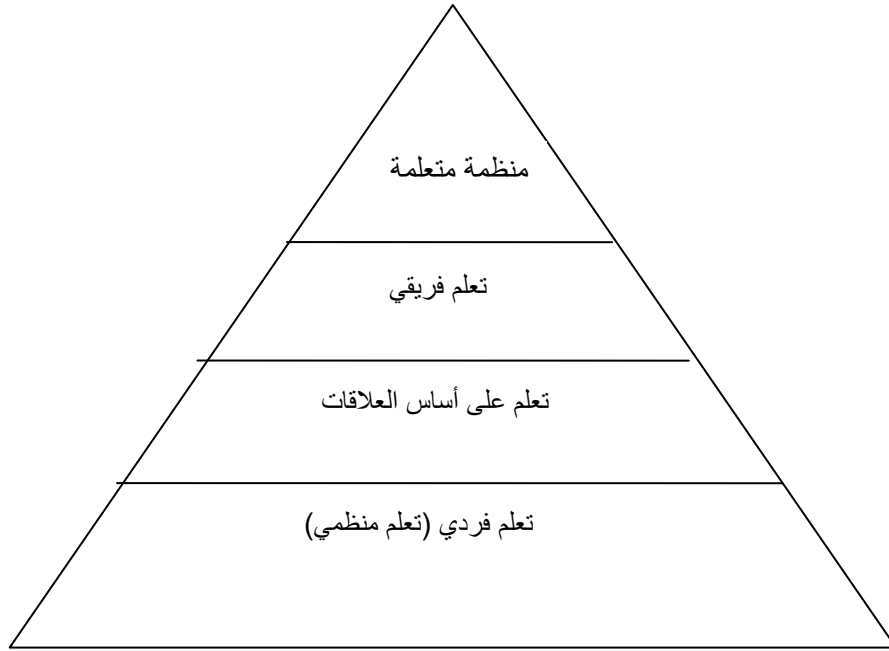 منظمة متعلمة
تعلم فريقي
تعلم على أساس العلاقات
تعلم فردي (تعلم منظمي)